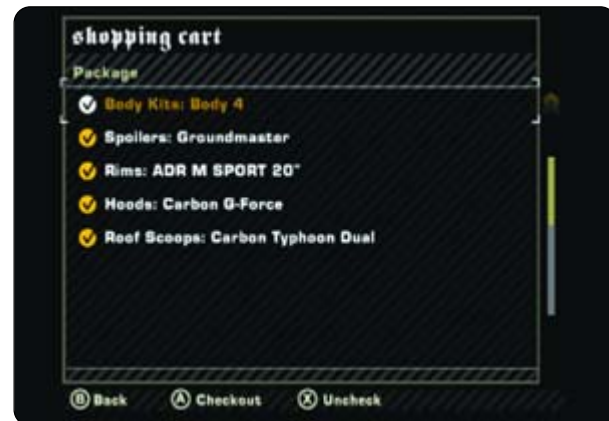 shopping cart
Package
Body Kits: Body 4
Spoilers: Groundmaster
Rims: ADR M SPORT 20"
Hoods: Carbon G-Force
Roof Scoops: Carbon Typhoon Dual
B Back A Checkout X Uncheck